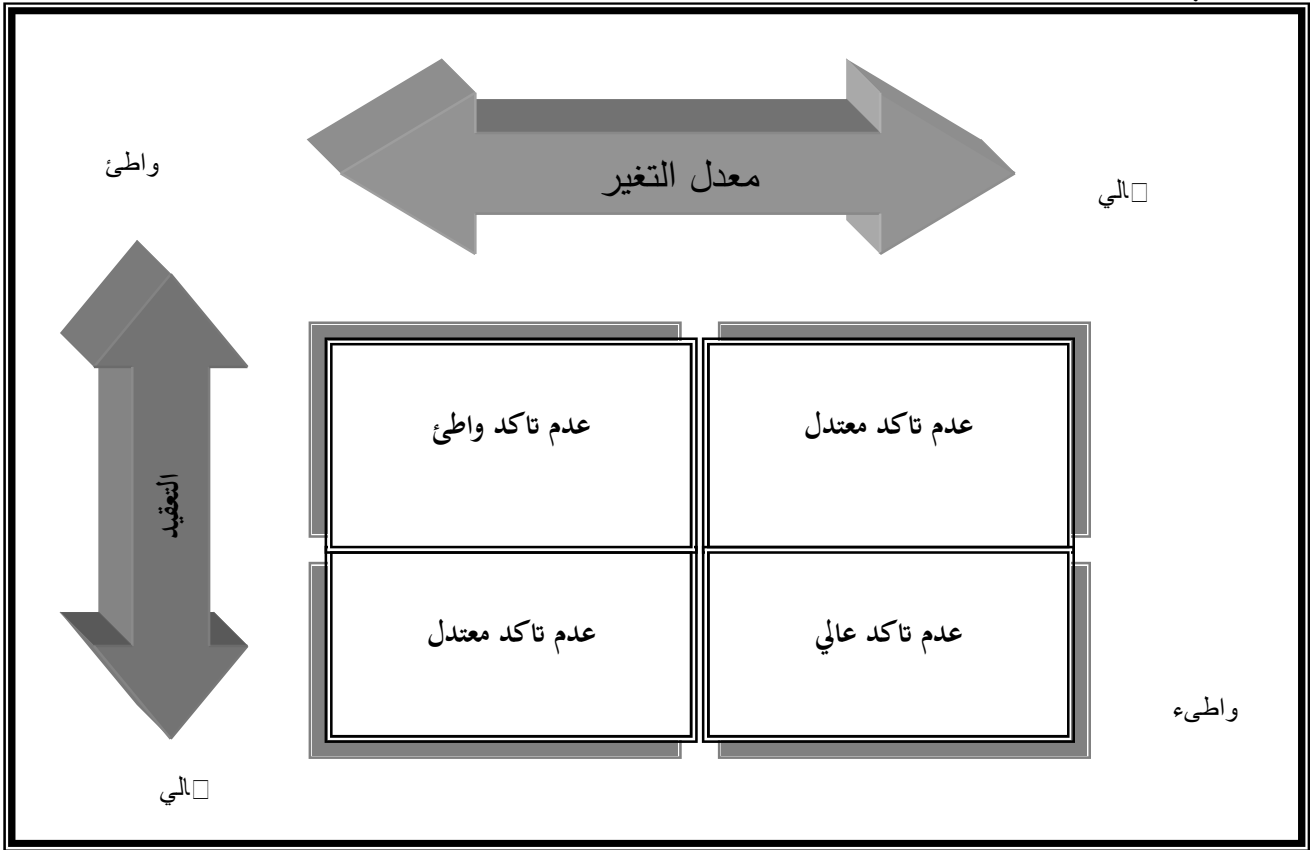 واطئ
معدل التغير
□الي
عدم تاكد واطئ
عدم تاكد معتدل
التعقيد
عدم تاكد معتدل
عدم تاكد عالي
واطىء
□الي